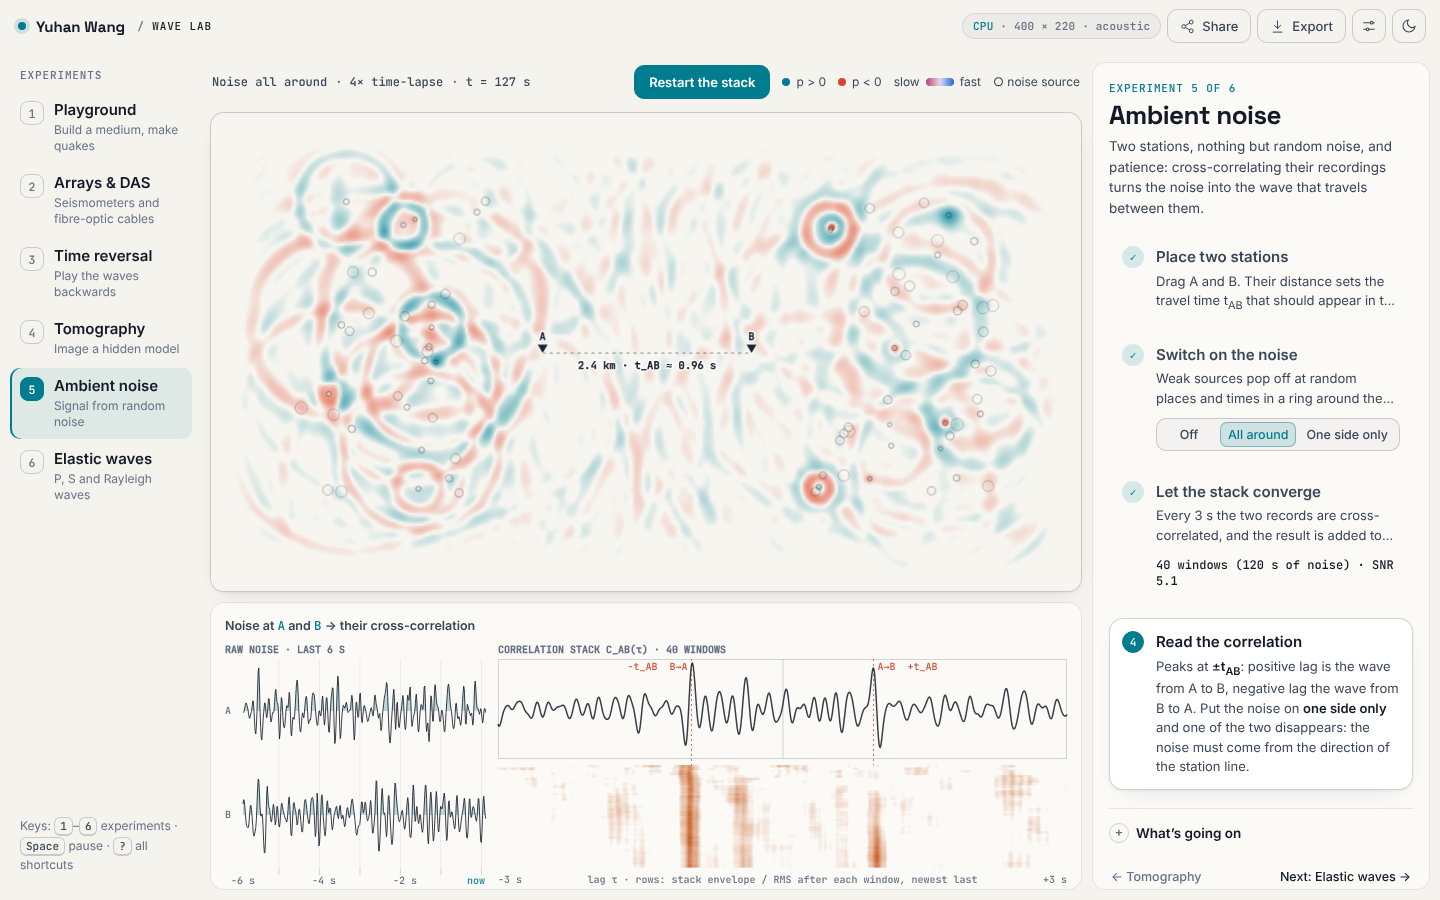 Yuhan Wang / WAVE LAB
CPU · 400 × 220 · acoustic
Share
Export
EXPERIMENTS
1 Playground
Build a medium, make
quakes
2 Arrays & DAS
Seismometers and
fibre-optic cables
3 Time reversal
Play the waves
backwards
4 Tomography
Image a hidden model
5 Ambient noise
Signal from random
noise
6 Elastic waves
P, S and Rayleigh
waves
Keys: 1–6 experiments ·
Space pause · ? all
shortcuts
Noise all around · 4× time-lapse · t = 127 s
Restart the stack
p > 0
p < 0
slow fast
noise source
A
B
2.4 km · t_AB ≈ 0.96 s
Noise at A and B → their cross-correlation
RAW NOISE · LAST 6 S
A
B
-6 s -4 s -2 s now
CORRELATION STACK C_AB(τ) · 40 WINDOWS
-t_AB B→A
A→B +t_AB
-3 s lag τ · rows: stack envelope / RMS after each window, newest last +3 s
EXPERIMENT 5 OF 6
Ambient noise
Two stations, nothing but random noise, and
patience: cross-correlating their recordings
turns the noise into the wave that travels
between them.
✓ Place two stations
Drag A and B. Their distance sets the
travel time tAB that should appear in t…
✓ Switch on the noise
Weak sources pop off at random
places and times in a ring around the…
Off All around One side only
✓ Let the stack converge
Every 3 s the two records are cross-
correlated, and the result is added to…
40 windows (120 s of noise) · SNR
5.1
4 Read the correlation
Peaks at ±tAB: positive lag is the wave
from A to B, negative lag the wave from
B to A. Put the noise on one side only
and one of the two disappears: the
noise must come from the direction of
the station line.
+ What's going on
← Tomography
Next: Elastic waves →